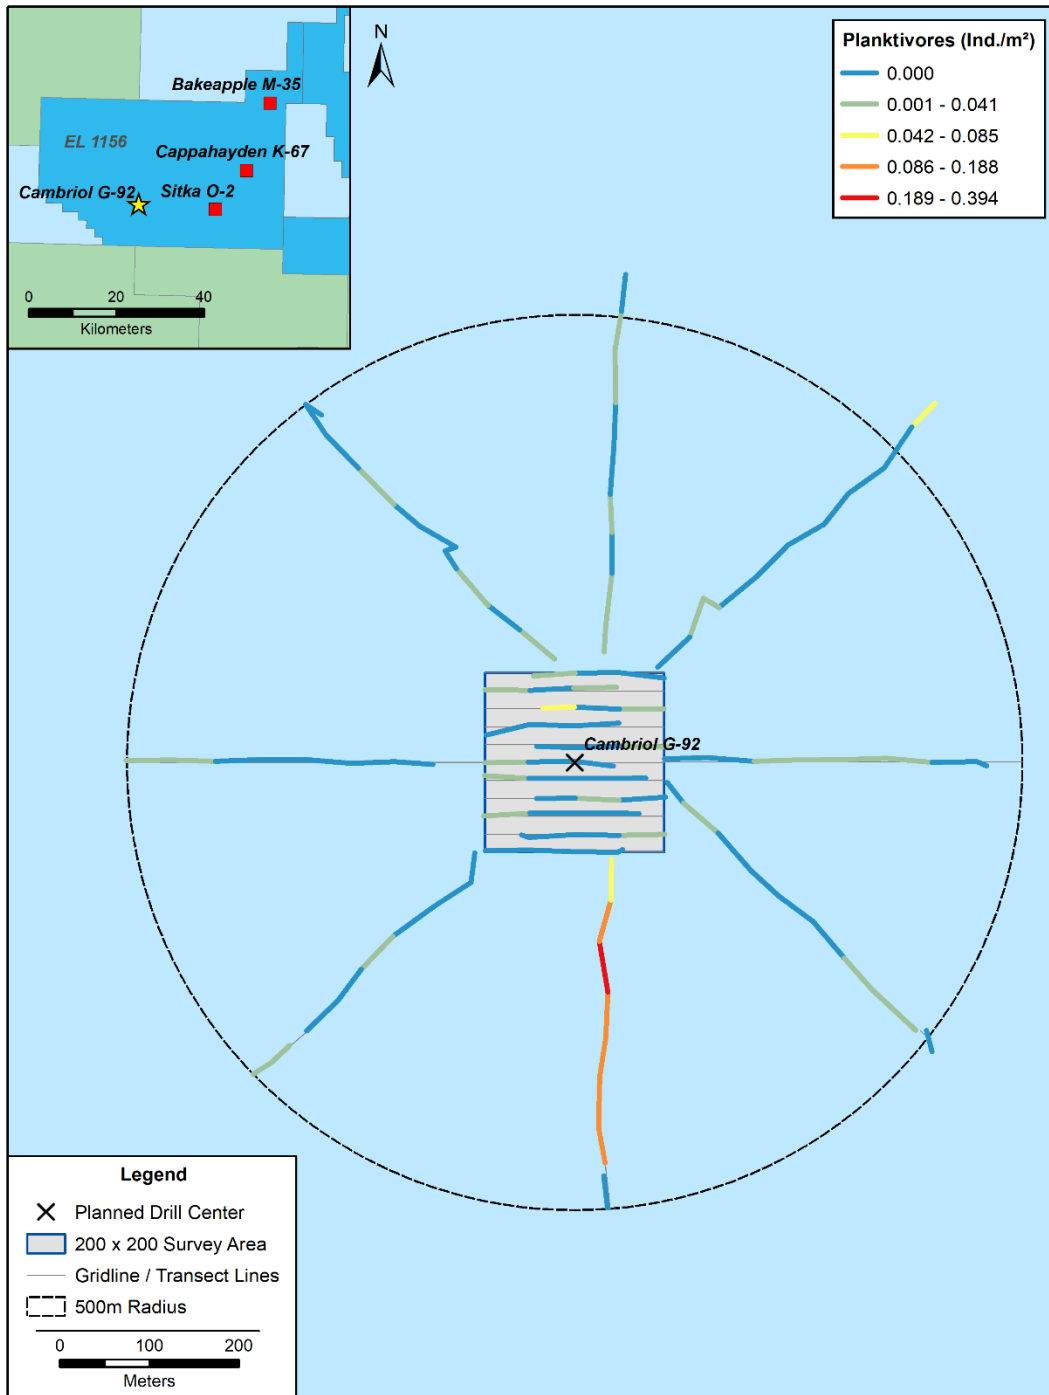 Bakeapple M-35
EL 1156
Cappahayden K-67
Cambriol G-92
Sitka O-2
0 20 40
Kilometers
N
Planktivores (Ind./m²)
0.000
0.001 - 0.041
0.042 - 0.085
0.086 - 0.188
0.189 - 0.394
Cambriol G-92
Legend
Planned Drill Center
200 x 200 Survey Area
Gridline / Transect Lines
500m Radius
0 100 200
Meters